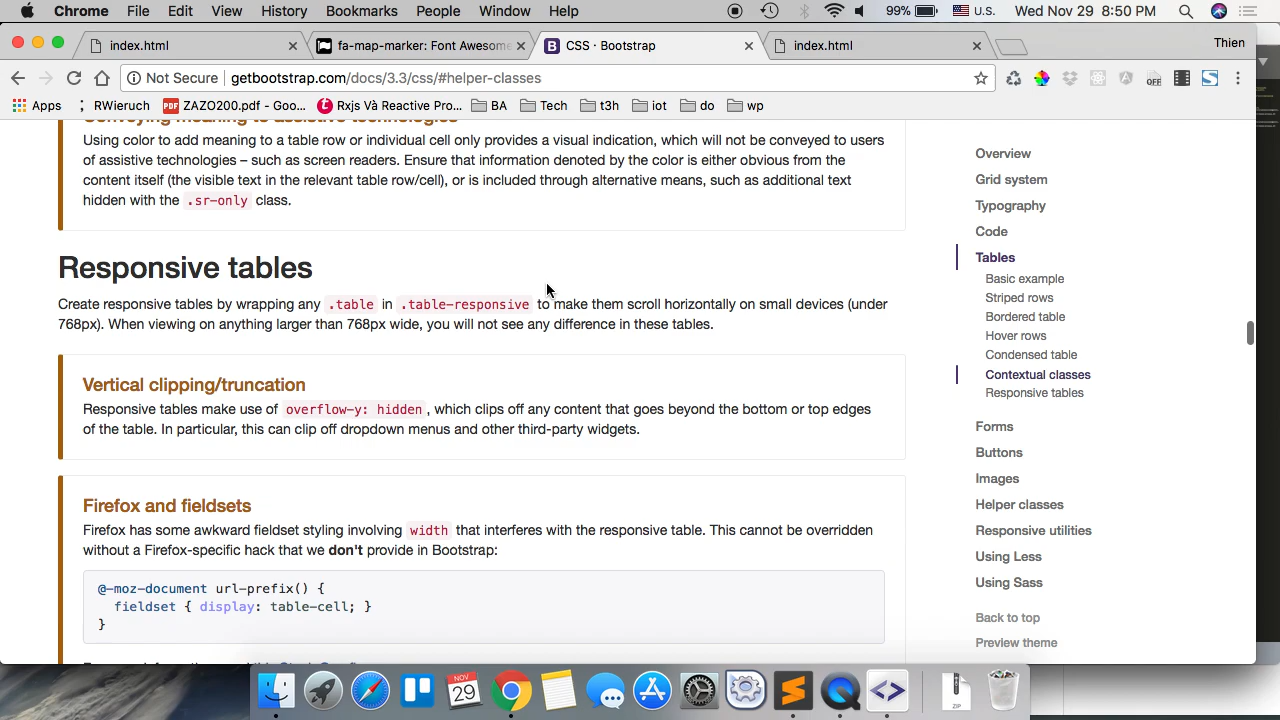 Chrome File Edit View History Bookmarks People Window Help 99% U.S. Wed Nov 29 8:50 PM
index.html fa-map-marker: Font Awesome CSS · Bootstrap index.html Thien
Not Secure getbootstrap.com/docs/3.3/css/#helper-classes OFF
Apps RWieruch PDF ZAZO200.pdf - Goo... Rxjs Và Reactive Pro... BA Tech t3h iot do wp
Conveying meaning to assistive technologies
Using color to add meaning to a table row or individual cell only provides a visual indication, which will not be conveyed to users
of assistive technologies – such as screen readers. Ensure that information denoted by the color is either obvious from the
content itself (the visible text in the relevant table row/cell), or is included through alternative means, such as additional text
hidden with the .sr-only class.
Responsive tables
Create responsive tables by wrapping any .table in .table-responsive to make them scroll horizontally on small devices (under
768px). When viewing on anything larger than 768px wide, you will not see any difference in these tables.
Vertical clipping/truncation
Responsive tables make use of overflow-y: hidden, which clips off any content that goes beyond the bottom or top edges
of the table. In particular, this can clip off dropdown menus and other third-party widgets.
Firefox and fieldsets
Firefox has some awkward fieldset styling involving width that interferes with the responsive table. This cannot be overridden
without a Firefox-specific hack that we don't provide in Bootstrap:
@-moz-document url-prefix() {
fieldset { display: table-cell; }
}
Overview
Grid system
Typography
Code
Tables
Basic example
Striped rows
Bordered table
Hover rows
Condensed table
Contextual classes
Responsive tables
Forms
Buttons
Images
Helper classes
Responsive utilities
Using Less
Using Sass
Back to top
Preview theme
NOV
29
ZIP